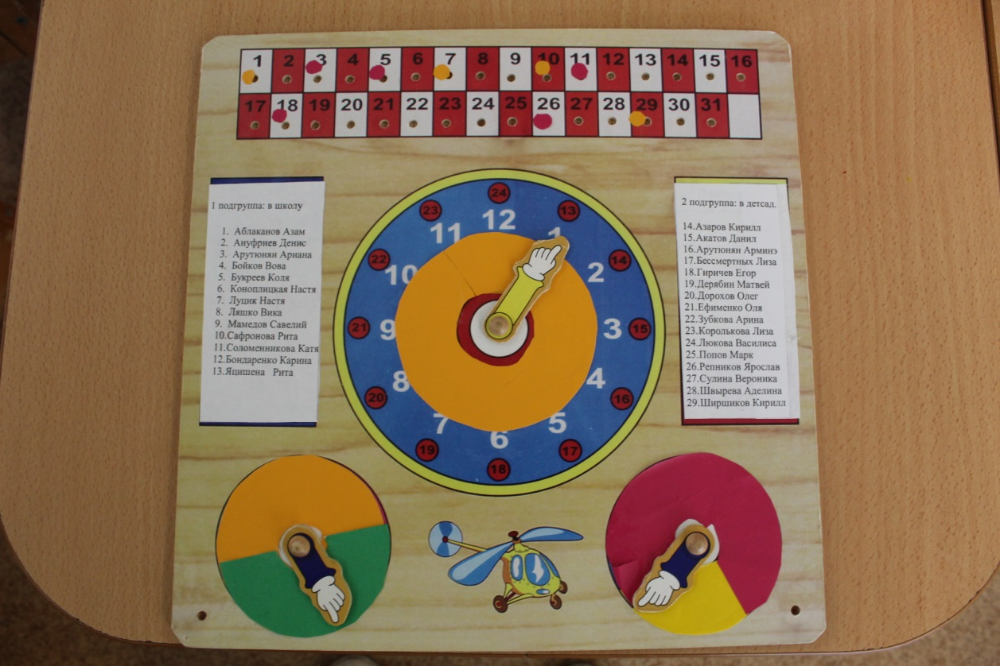 1 2 3 4 5 6 7 8 9 10 11 12 13 14 15 16
17 18 19 20 21 22 23 24 25 26 27 28 29 30 31
1 подгруппа: в школу
1. Аблаканов Азам
2. Ануфриев Денис
3. Арутюнян Ариана
4. Бойков Вова
5. Букреев Коля
6. Коноплицкая Настя
7. Луцик Настя
8. Ляшко Вика
9. Мамедов Савелий
10.Сафронова Рита
11.Соломенникова Катя
12.Бондаренко Карина
13.Яцишена Рита
24
23 13
12
11 1
22 14
10 2
21 9 3 15
8 4
20 16
7 5
6
19 17
18
2 подгруппа: в детсад.
14.Азаров Кирилл
15.Акатов Данил
16.Арутюнян Арминэ
17.Бессмертных Лиза
18.Гиричев Егор
19.Дерябин Матвей
20.Дорохов Олег
21.Ефименко Оля
22.Зубкова Арина
23.Королькова Лиза
24.Люкова Василиса
25.Попов Марк
26.Репников Ярослав
27.Сулина Вероника
28.Швырева Аделина
29.Ширшиков Кирилл